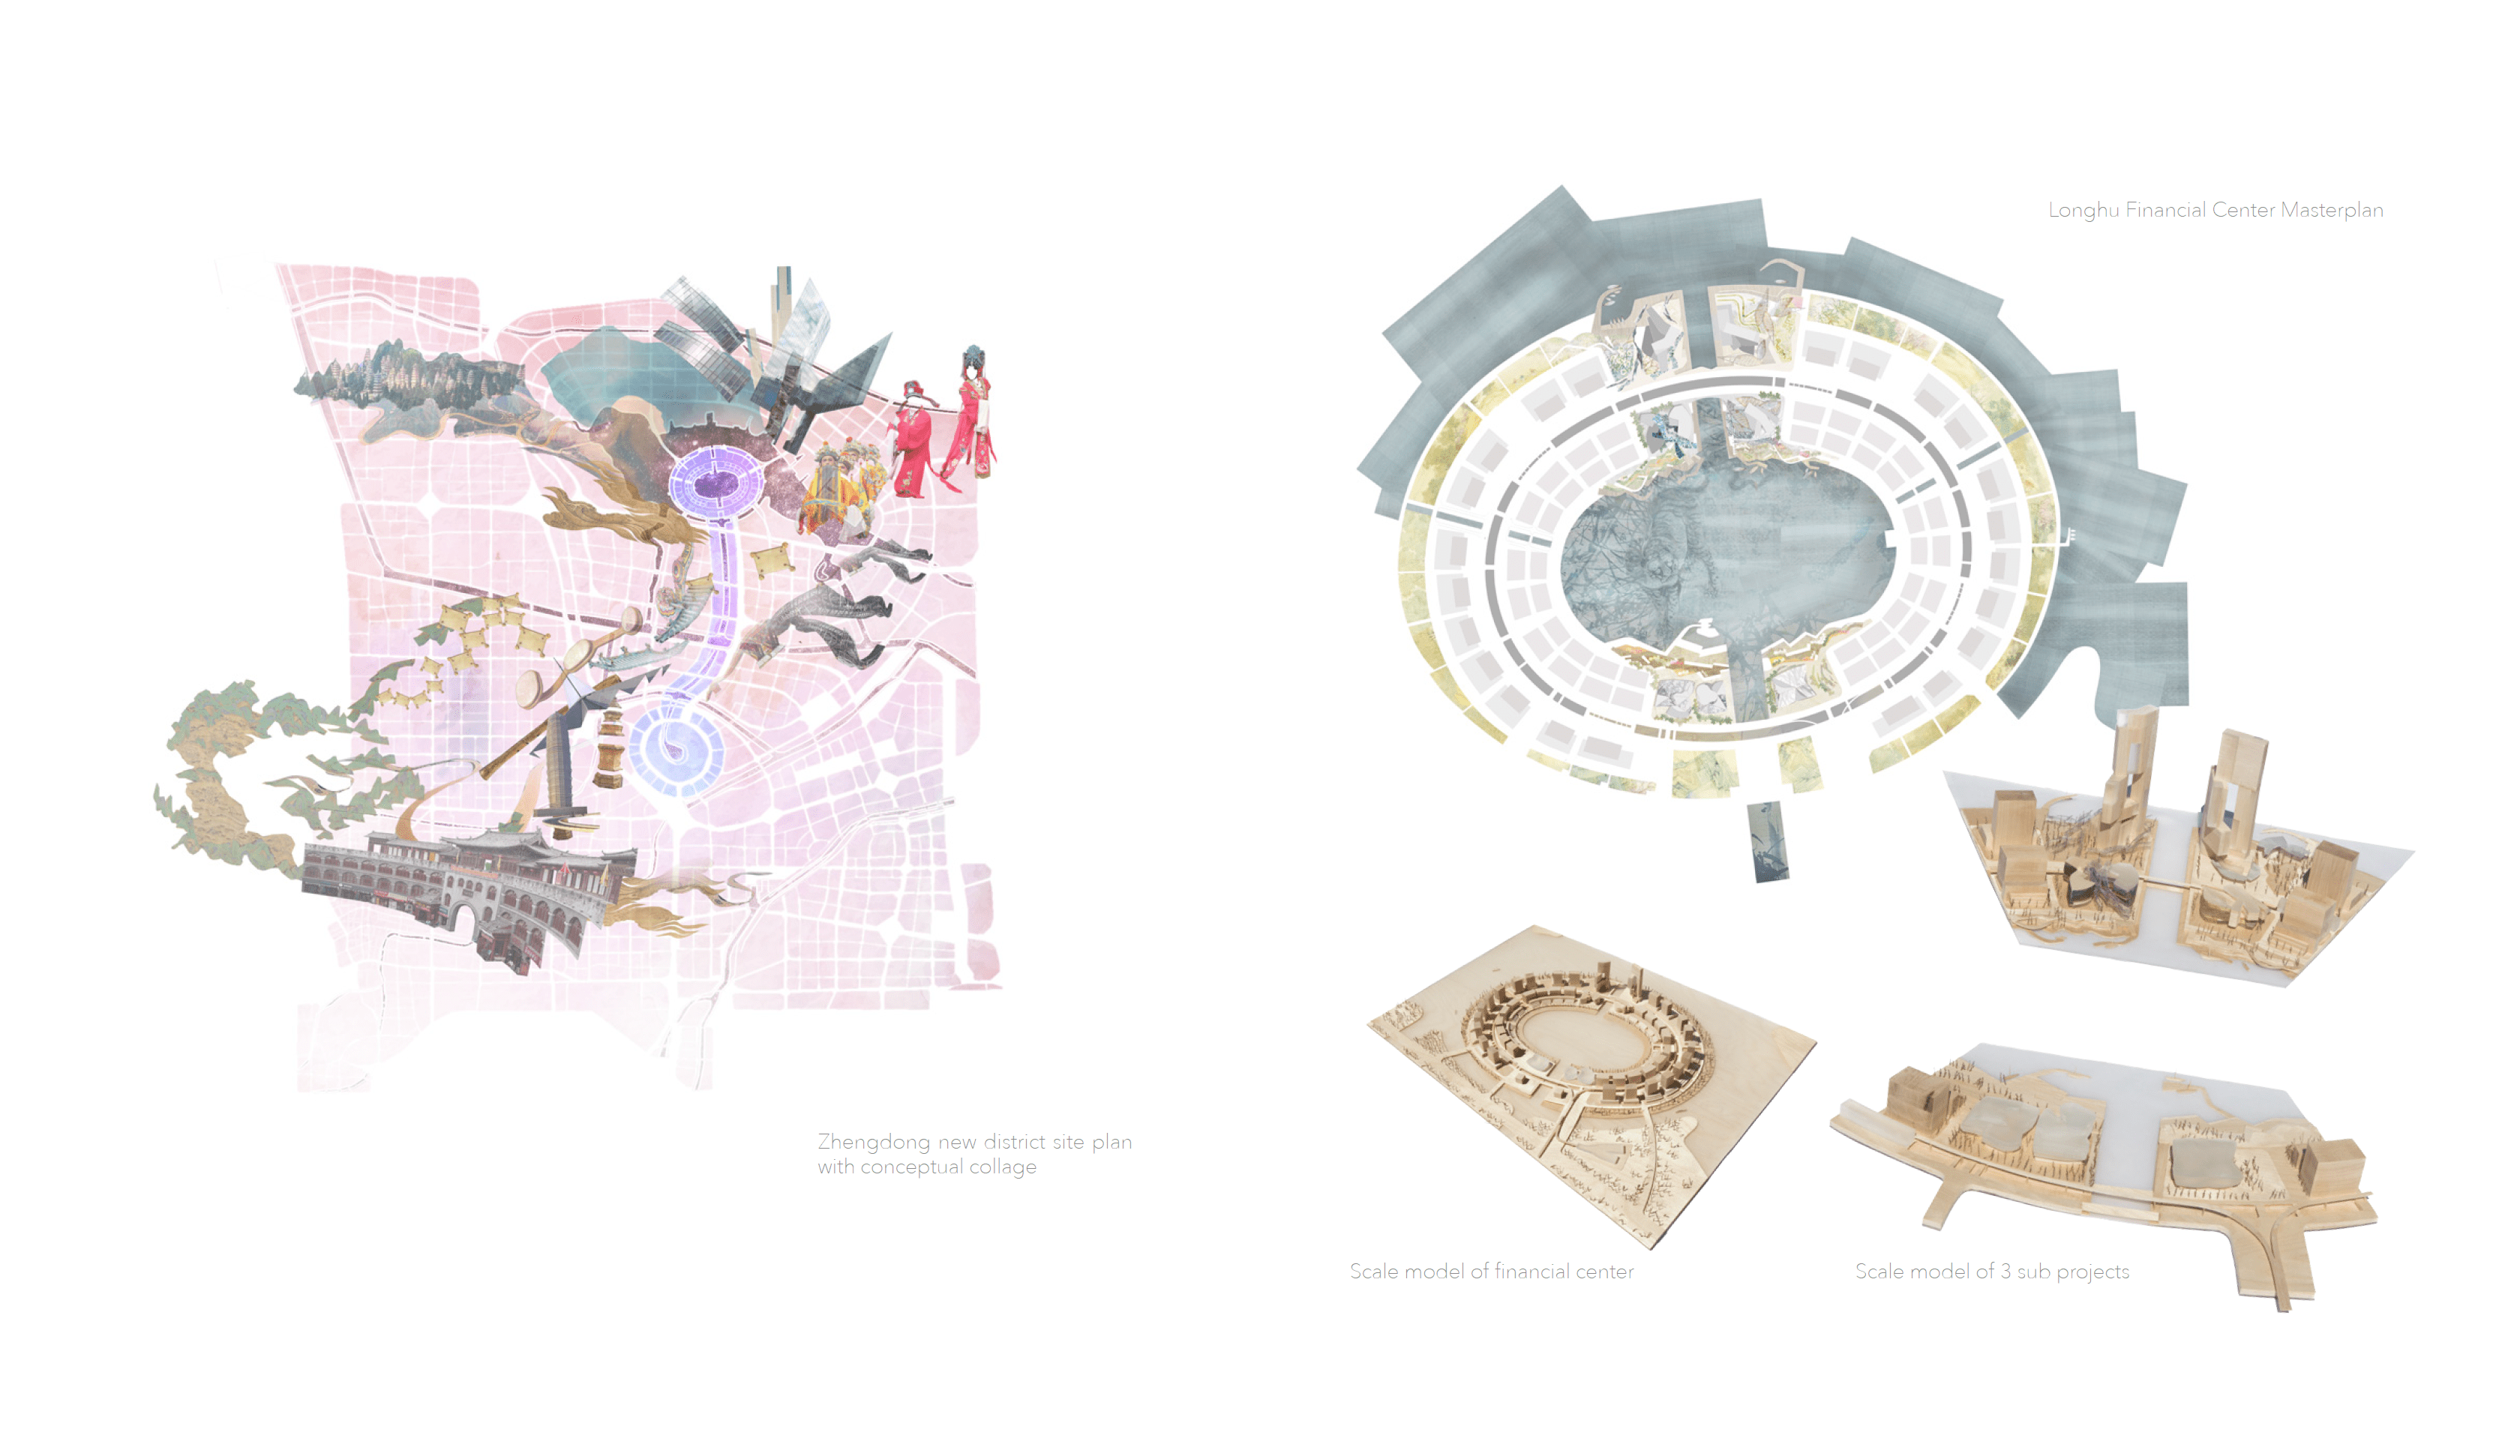 Longhu Financial Center Masterplan
Zhengdong new district site plan
with conceptual collage
Scale model of financial center
Scale model of 3 sub projects